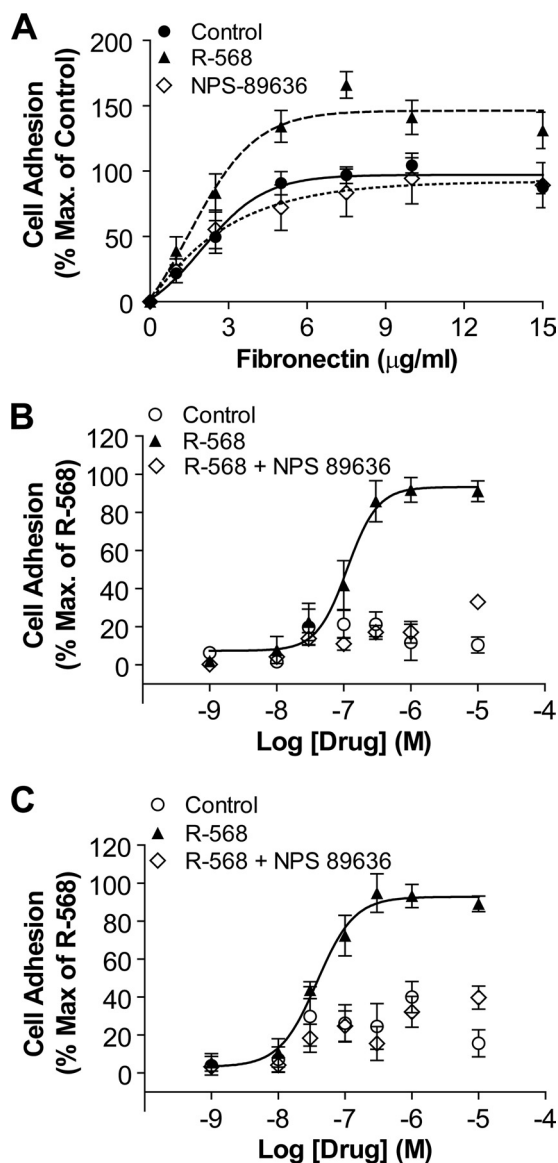 A
Control
R-568
NPS-89636
Cell Adhesion
(% Max. of Control)
200
150
100
50
0
0 3 6 9 12 15
Fibronectin (μg/ml)
B
Control
R-568
R-568 + NPS 89636
Cell Adhesion
(% Max. of R-568)
120
100
80
60
40
20
0
-9 -8 -7 -6 -5 -4
Log [Drug] (M)
C
Control
R-568
R-568 + NPS 89636
Cell Adhesion
(% Max of R-568)
120
100
80
60
40
20
0
-9 -8 -7 -6 -5 -4
Log [Drug] (M)